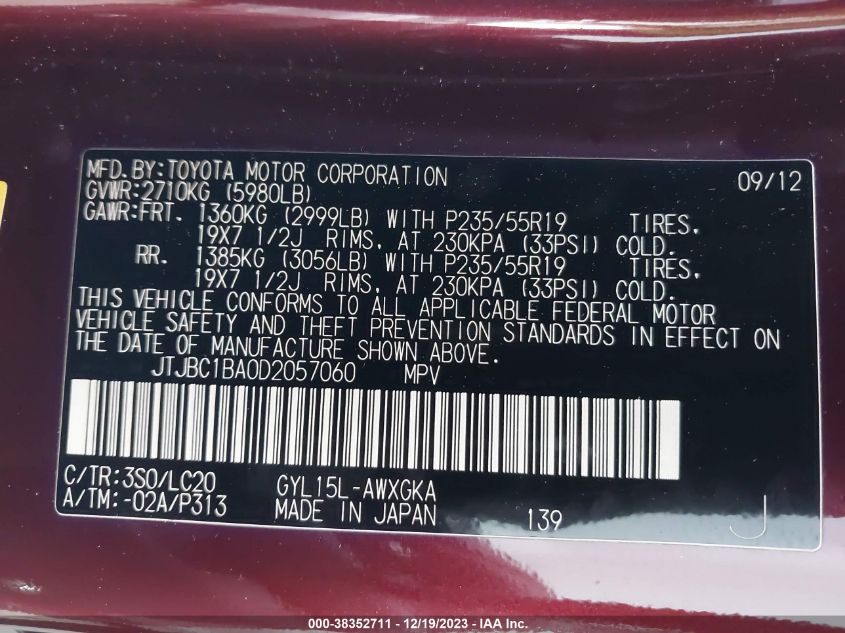 MFD.BY:TOYOTA MOTOR CORPORATION 09/12
GVWR:2710KG (5980LB)
GAWR:FRT. 1360KG (2999LB) WITH P235/55R19 TIRES,
19X7 1/2J RIMS, AT 230KPA (33PSI) COLD.
RR. 1385KG (3056LB) WITH P235/55R19 TIRES,
19X7 1/2J RIMS, AT 230KPA (33PSI) COLD.
THIS VEHICLE CONFORMS TO ALL APPLICABLE FEDERAL MOTOR
VEHICLE SAFETY AND THEFT PREVENTION STANDARDS IN EFFECT ON
THE DATE OF MANUFACTURE SHOWN ABOVE.
JTJBC1BA0D2057060 MPV
C/TR:3S0/LC20 GYL15L-AWXGKA
A/TM:-02A/P313 MADE IN JAPAN 139 J
000-38352711 - 12/19/2023 - IAA Inc.